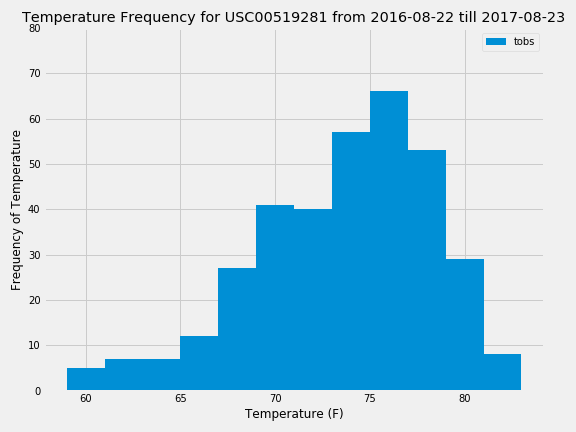 Temperature Frequency for USC00519281 from 2016-08-22 till 2017-08-23
tobs
Frequency of Temperature
80
70
60
50
40
30
20
10
0
60 65 70 75 80
Temperature (F)